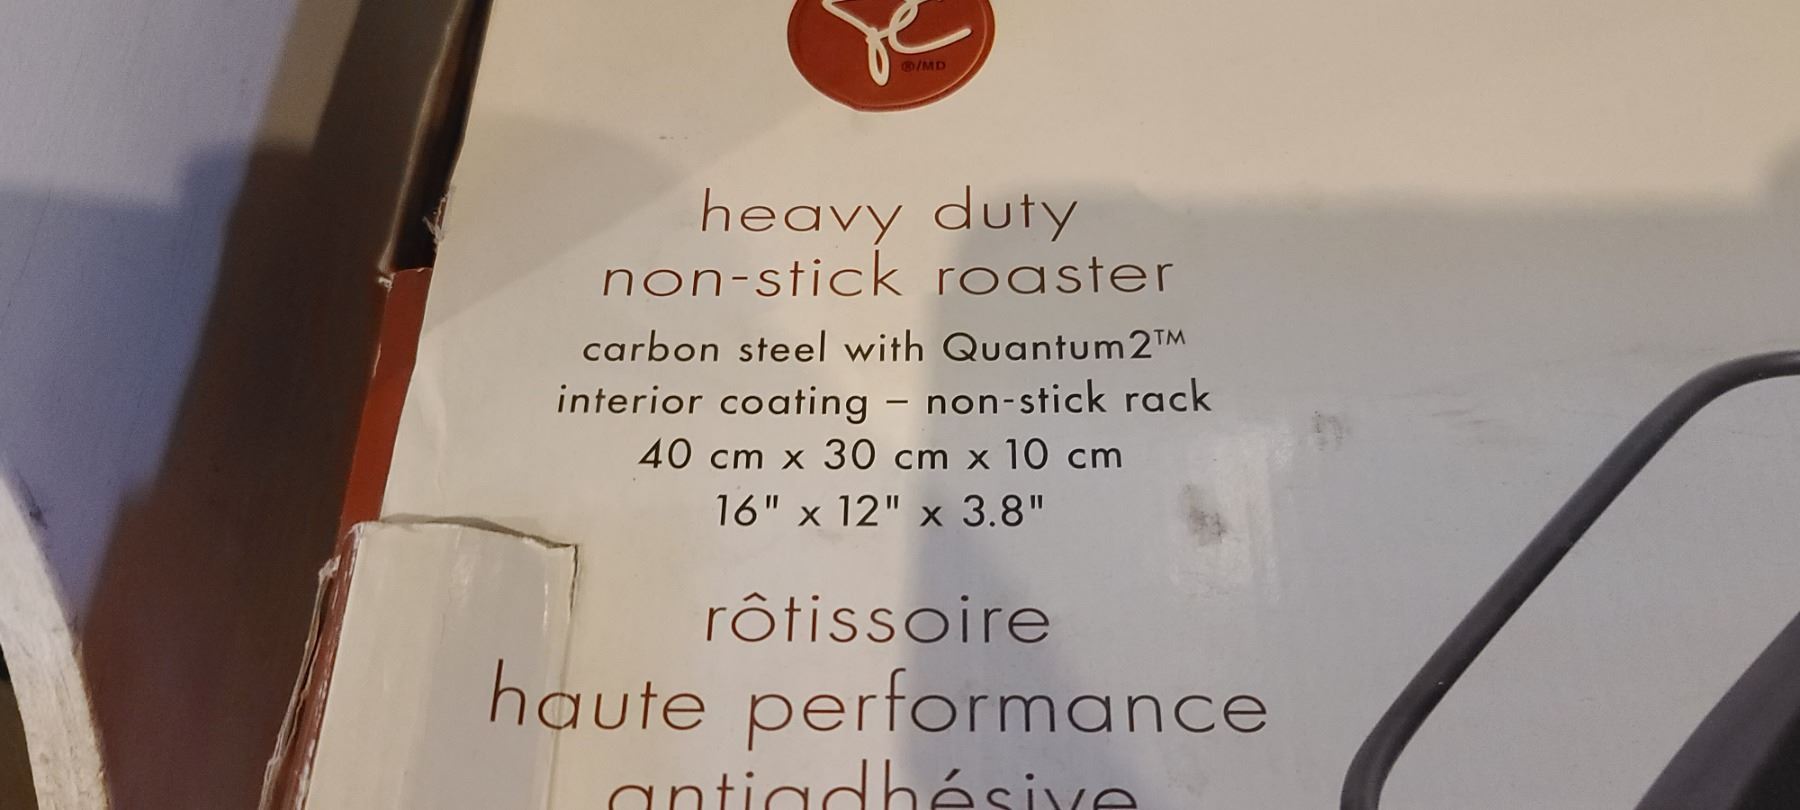 ®/MD
heavy duty
non-stick roaster
carbon steel with Quantum2™
interior coating – non-stick rack
40 cm x 30 cm x 10 cm
16" x 12" x 3.8"
rôtissoire
haute performance
antiadhésive